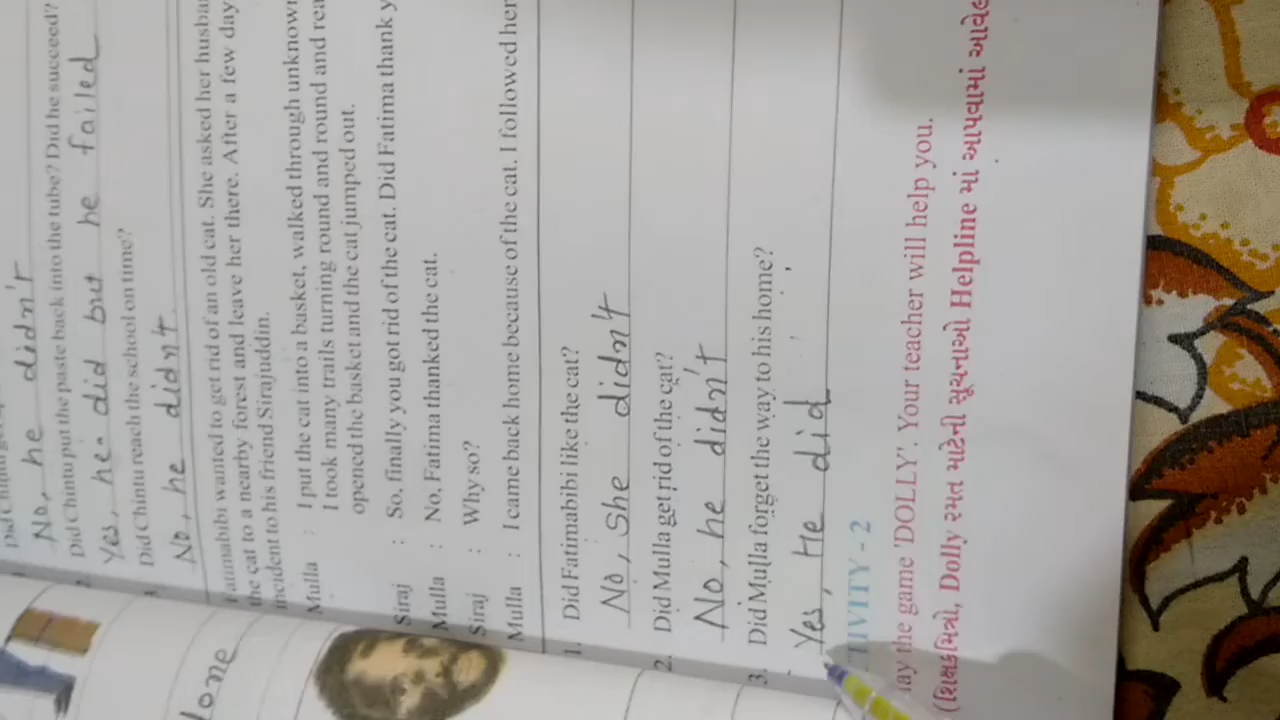 No, he didn't
Did Chintu put the paste back into the tube? Did he succeed?
Yes, he did but he failed
Did Chintu reach the school on time?
No, he didn't
Fatimabibi wanted to get rid of an old cat. She asked her
the cat to a nearby forest and leave her there. After a few day
incident to his friend Sirajuddin.
Mulla : I put the cat into a basket, walked through unknown
I took many trails turning round and round and
opened the basket and the cat jumped out.
Siraj : So, finally you got rid of the cat. Did Fatima thank y
Mulla : No, Fatima thanked the cat.
Siraj : Why so?
Mulla : I came back home because of the cat. I followed her
1. Did Fatimabibi like the cat?
No, she didn't
2. Did Mulla get rid of the cat?
No, he didn't
3. Did Mulla forget the way to his home?
Yes, He did
TIVITY - 2
lay the game 'DOLLY'. Your teacher will help you.
(શિક્ષકમિત્રો, Dolly રમત માટેની સૂચનાઓ Helpline માં આપવામાં